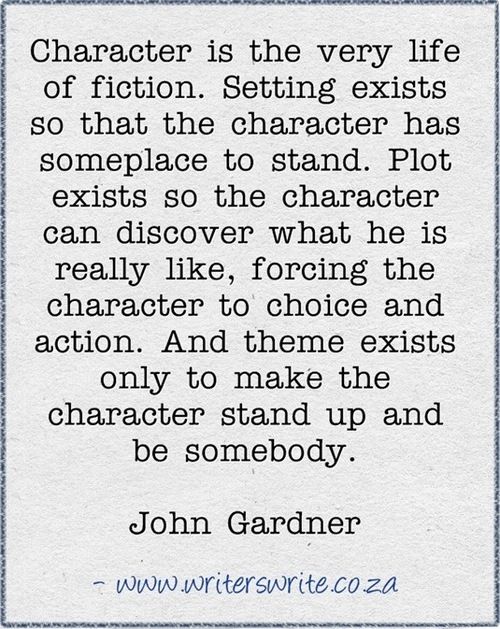 Character is the very life
of fiction. Setting exists
so that the character has
someplace to stand. Plot
exists so the character
can discover what he is
really like, forcing the
character to choice and
action. And theme exists
only to make the
character stand up and
be somebody.
John Gardner
- www.writerswrite.co.za